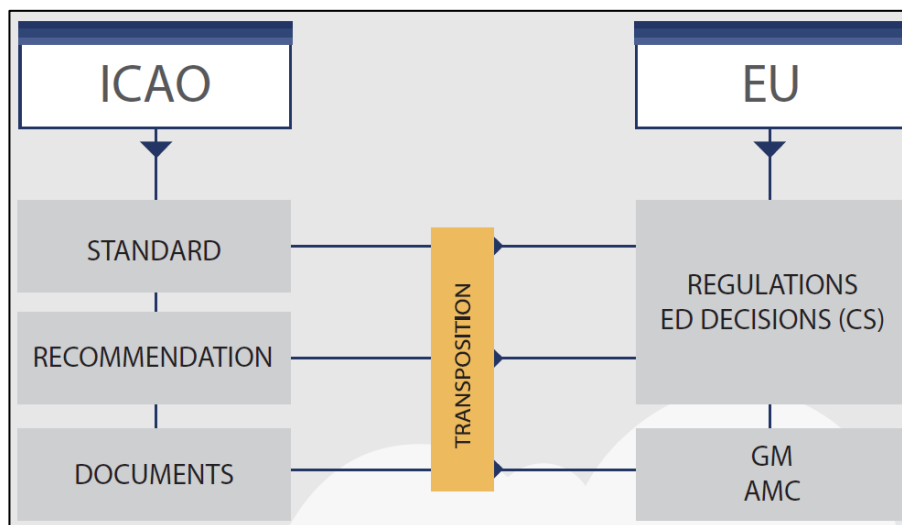 ICAO
EU
STANDARD
RECOMMENDATION
DOCUMENTS
TRANSPOSITION
REGULATIONS
ED DECISIONS (CS)
GM
AMC